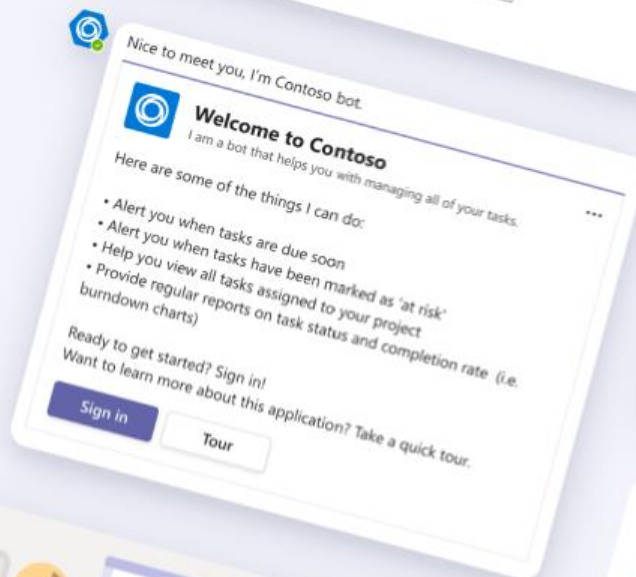 Nice to meet you, I'm Contoso bot.
Welcome to Contoso
I am a bot that helps you with managing all of your tasks.
Here are some of the things I can do:
• Alert you when tasks are due soon
• Alert you when tasks have been marked as 'at risk'
• Help you view all tasks assigned to your project
• Provide regular reports on task status and completion rate (i.e.
burndown charts)
Ready to get started? Sign in!
Want to learn more about this application? Take a quick tour.
Sign in
Tour